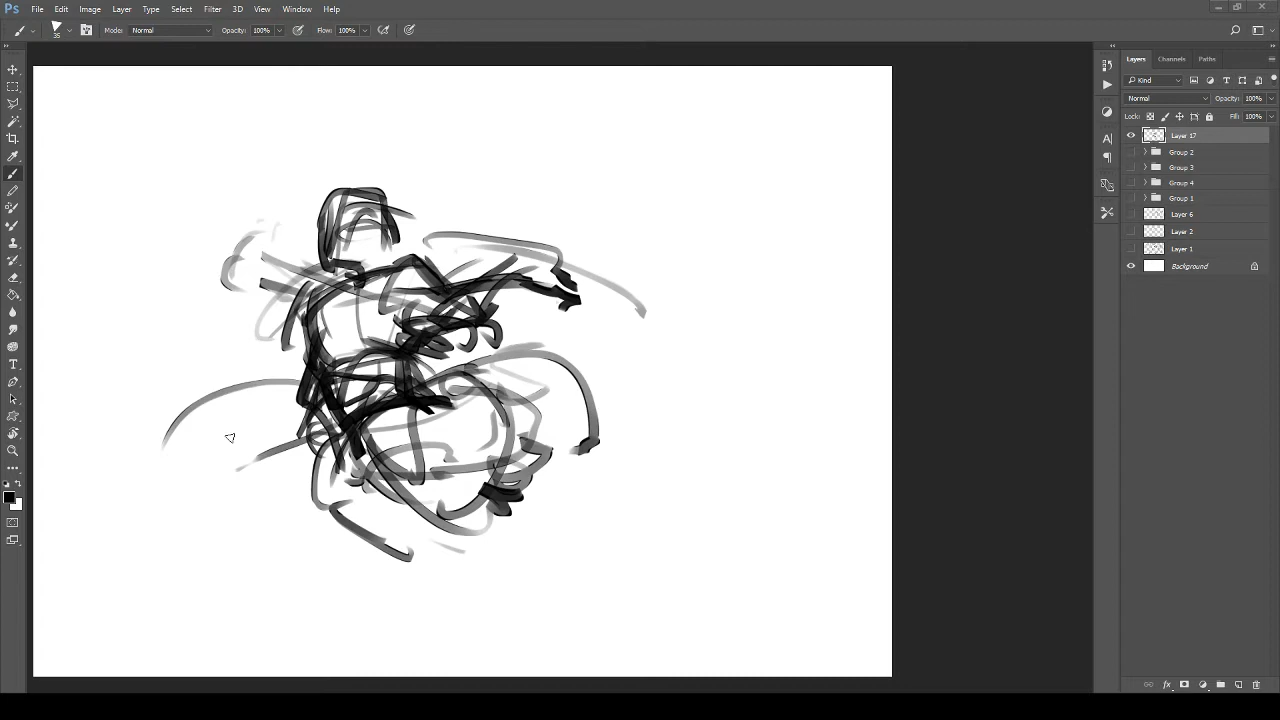 Ps File Edit Image Layer Type Select Filter 3D View Window Help
35 Mode: Normal Opacity: 100% Flow: 100%
Layers Channels Paths
Kind
Normal Opacity: 100%
Lock: Fill: 100%
Layer 17
Group 2
Group 3
Group 4
Group 1
Layer 6
Layer 2
Layer 1
Background
fx